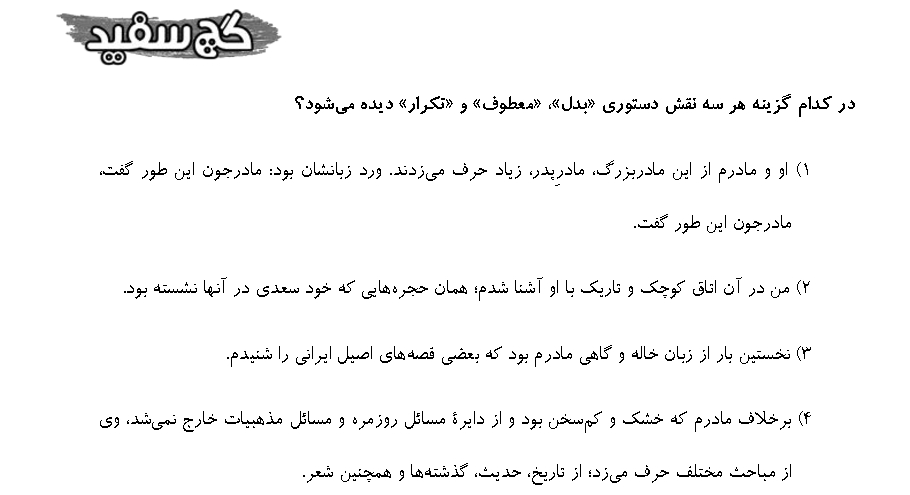 گچ سفید
در کدام گزینه هر سه نقش دستوری «بدل»، «معطوف» و «تکرار» دیده می‌شود؟
۱) او و مادرم از این مادربزرگ، مادرِپدر، زیاد حرف می‌زدند. ورد زبانشان بود: مادرجون این طور گفت،
مادرجون این طور گفت.
۲) من در آن اتاق کوچک و تاریک با او آشنا شدم؛ همان حجره‌هایی که خود سعدی در آنها نشسته بود.
۳) نخستین بار از زبان خاله و گاهی مادرم بود که بعضی قصه‌های اصیل ایرانی را شنیدم.
۴) برخلاف مادرم که خشک و کم‌سخن بود و از دایرهٔ مسائل روزمره و مسائل مذهبیات خارج نمی‌شد، وی
از مباحث مختلف حرف می‌زد؛ از تاریخ، حدیث، گذشته‌ها و همچنین شعر.